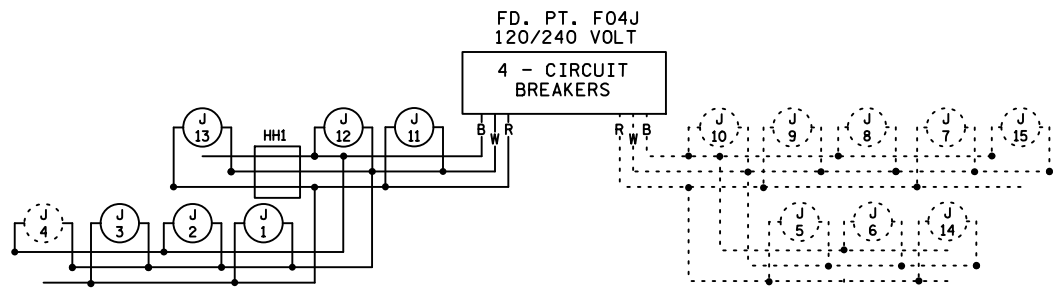 FD. PT. F04J
120/240 VOLT
4 - CIRCUIT
BREAKERS
B W R
R W B
J 13
HH1
J 12
J 11
J 10
J 9
J 8
J 7
J 15
J 4
J 3
J 2
J 1
J 5
J 6
J 14